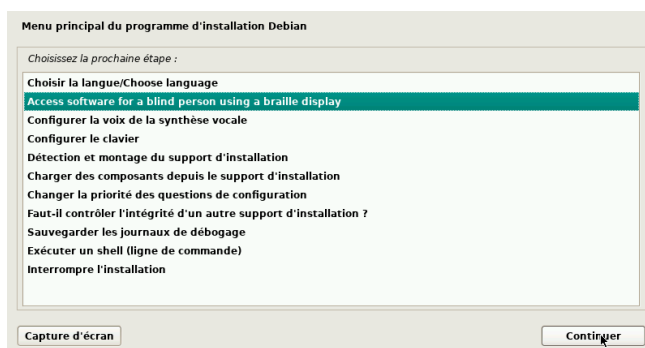 Menu principal du programme d'installation Debian
Choisissez la prochaine étape :
Choisir la langue/Choose language
Access software for a blind person using a braille display
Configurer la voix de la synthèse vocale
Configurer le clavier
Détection et montage du support d'installation
Charger des composants depuis le support d'installation
Changer la priorité des questions de configuration
Faut-il contrôler l'intégrité d'un autre support d'installation ?
Sauvegarder les journaux de débogage
Exécuter un shell (ligne de commande)
Interrompre l'installation
Capture d'écran
Continuer